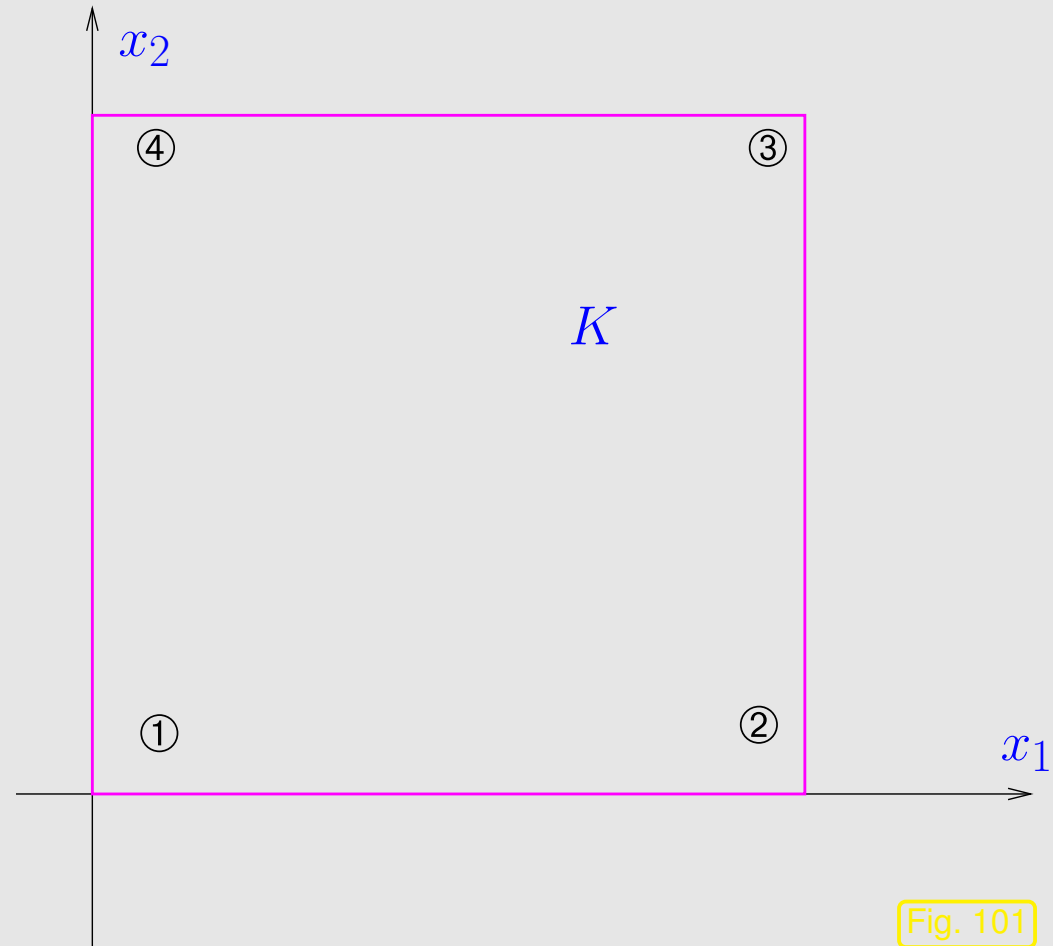 x₂
④ ③
K
① ②
x₁
Fig. 101